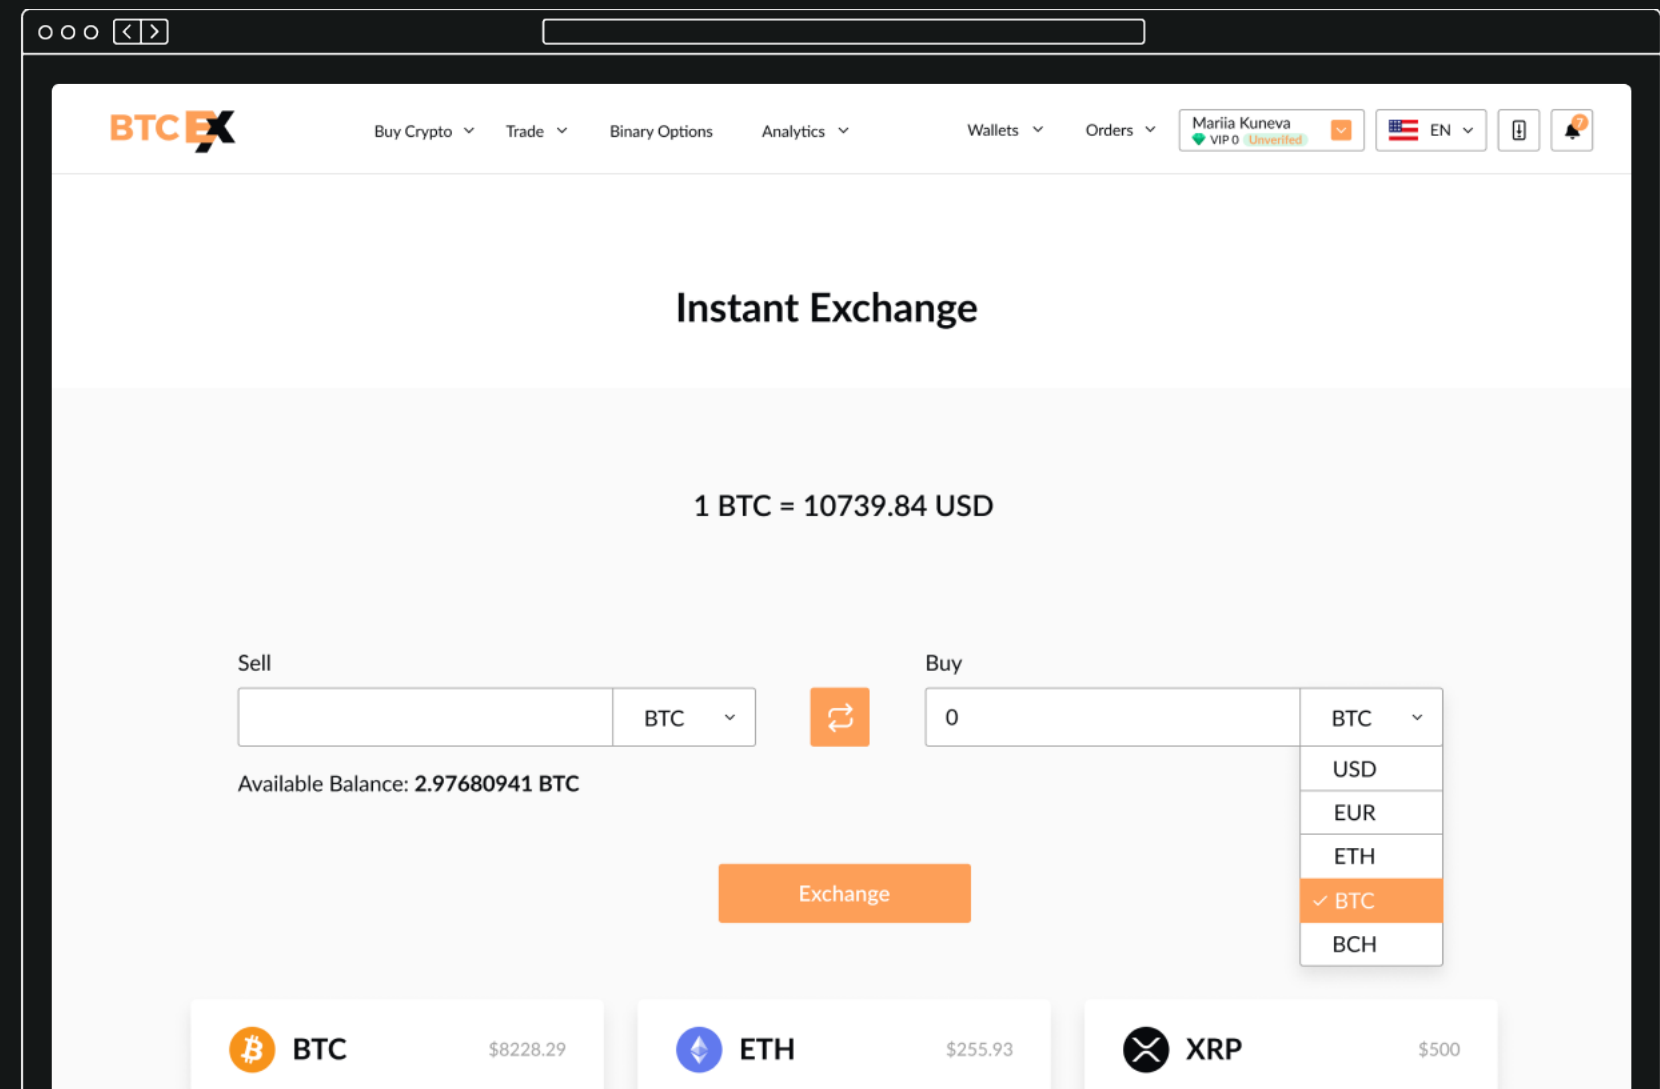 BTC EX
Buy Crypto
Trade
Binary Options
Analytics
Wallets
Orders
Mariia Kuneva
VIP 0 Unverifed
EN
7
Instant Exchange
1 BTC = 10739.84 USD
Sell
BTC
Available Balance: 2.97680941 BTC
Buy
0
BTC
USD
EUR
ETH
BTC
BCH
Exchange
BTC $8228.29
ETH $255.93
XRP $500